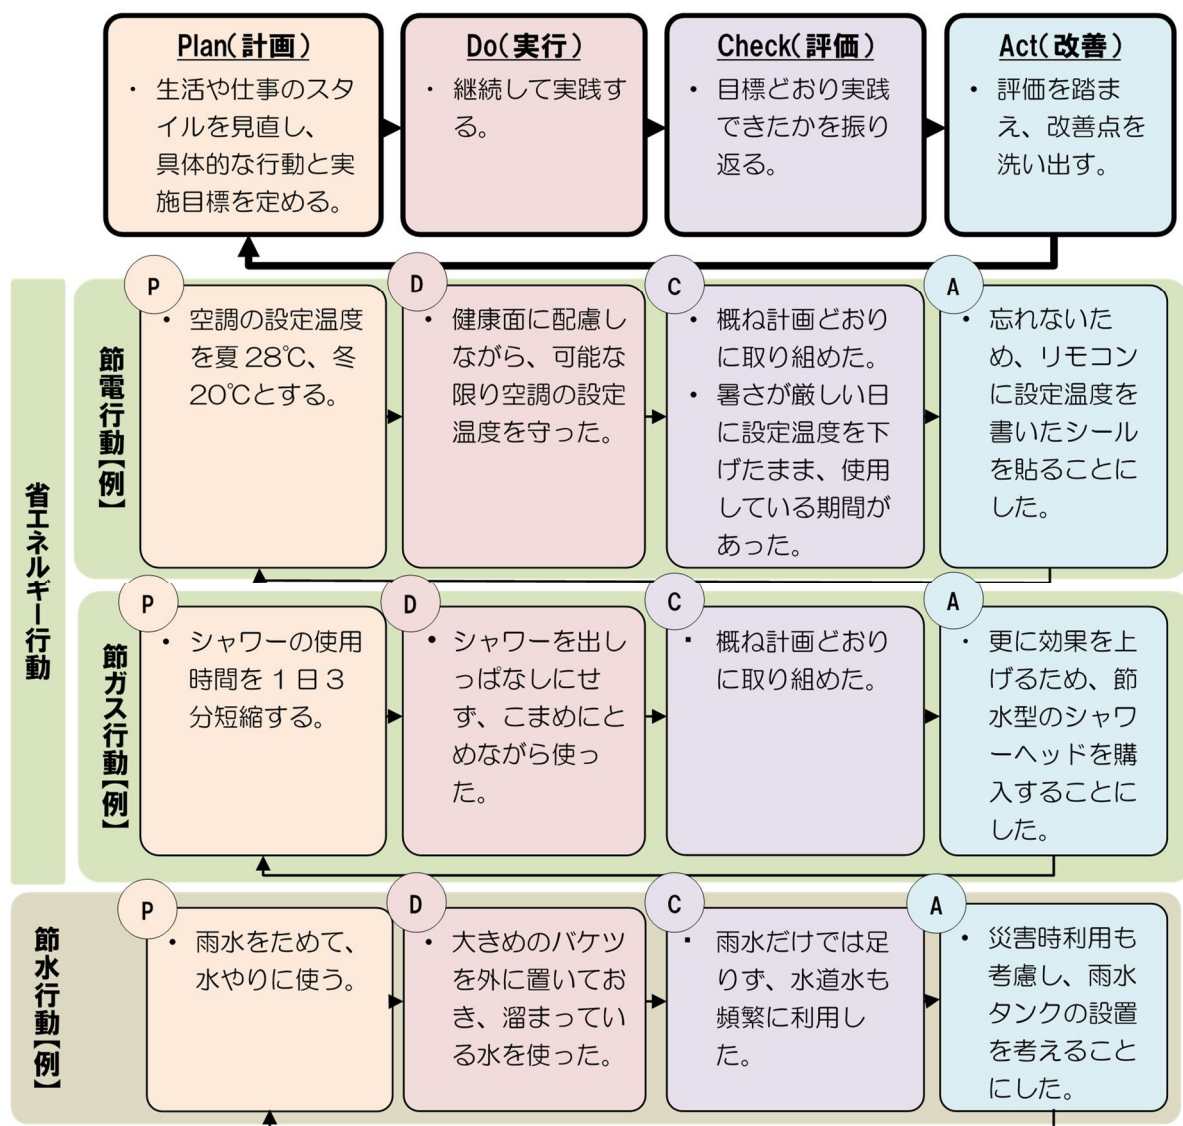 Plan(計画)
・ 生活や仕事のスタ
イルを見直し、
具体的な行動と実
施目標を定める。
Do(実行)
・ 継続して実践す
る。
Check(評価)
・ 目標どおり実践
できたかを振り
返る。
Act(改善)
・ 評価を踏ま
え、改善点を
洗い出す。
省エネルギー行動
節電行動【例】
P
・ 空調の設定温度
を夏 28℃、冬
20℃とする。
D
・ 健康面に配慮し
ながら、可能な
限り空調の設定
温度を守った。
C
・ 概ね計画どおり
に取り組めた。
・ 暑さが厳しい日
に設定温度を下
げたまま、使用
している期間が
あった。
A
・ 忘れないた
め、リモコン
に設定温度を
書いたシール
を貼ることに
した。
節ガス行動【例】
P
・ シャワーの使用
時間を 1 日 3
分短縮する。
D
・ シャワーを出し
っぱなしにせ
ず、こまめにと
めながら使っ
た。
C
・ 概ね計画どおり
に取り組めた。
A
・ 更に効果を上
げるため、節
水型のシャワ
ーヘッドを購
入することに
した。
節水行動【例】
P
・ 雨水をためて、
水やりに使う。
D
・ 大きめのバケツ
を外に置いてお
き、溜まってい
る水を使った。
C
・ 雨水だけでは足
りず、水道水も
頻繁に利用し
た。
A
・ 災害時利用も
考慮し、雨水
タンクの設置
を考えること
にした。